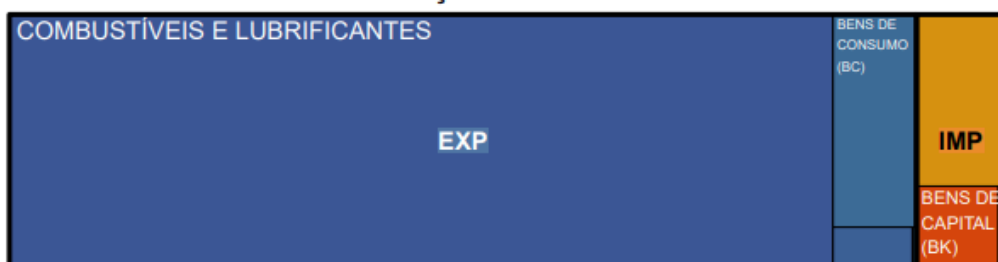 COMBUSTÍVEIS E LUBRIFICANTES
BENS DE
CONSUMO
(BC)
EXP
IMP
BENS DE
CAPITAL
(BK)